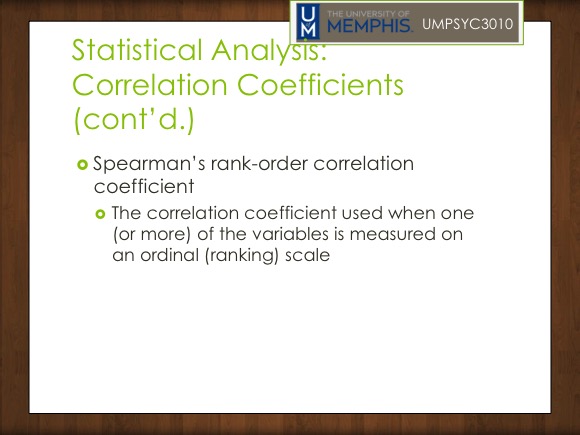 UM
THE UNIVERSITY OF
MEMPHIS.
UMPSYC3010
Statistical Analysis:
Correlation Coefficients
(cont’d.)
Spearman’s rank-order correlation
coefficient
The correlation coefficient used when one
(or more) of the variables is measured on
an ordinal (ranking) scale